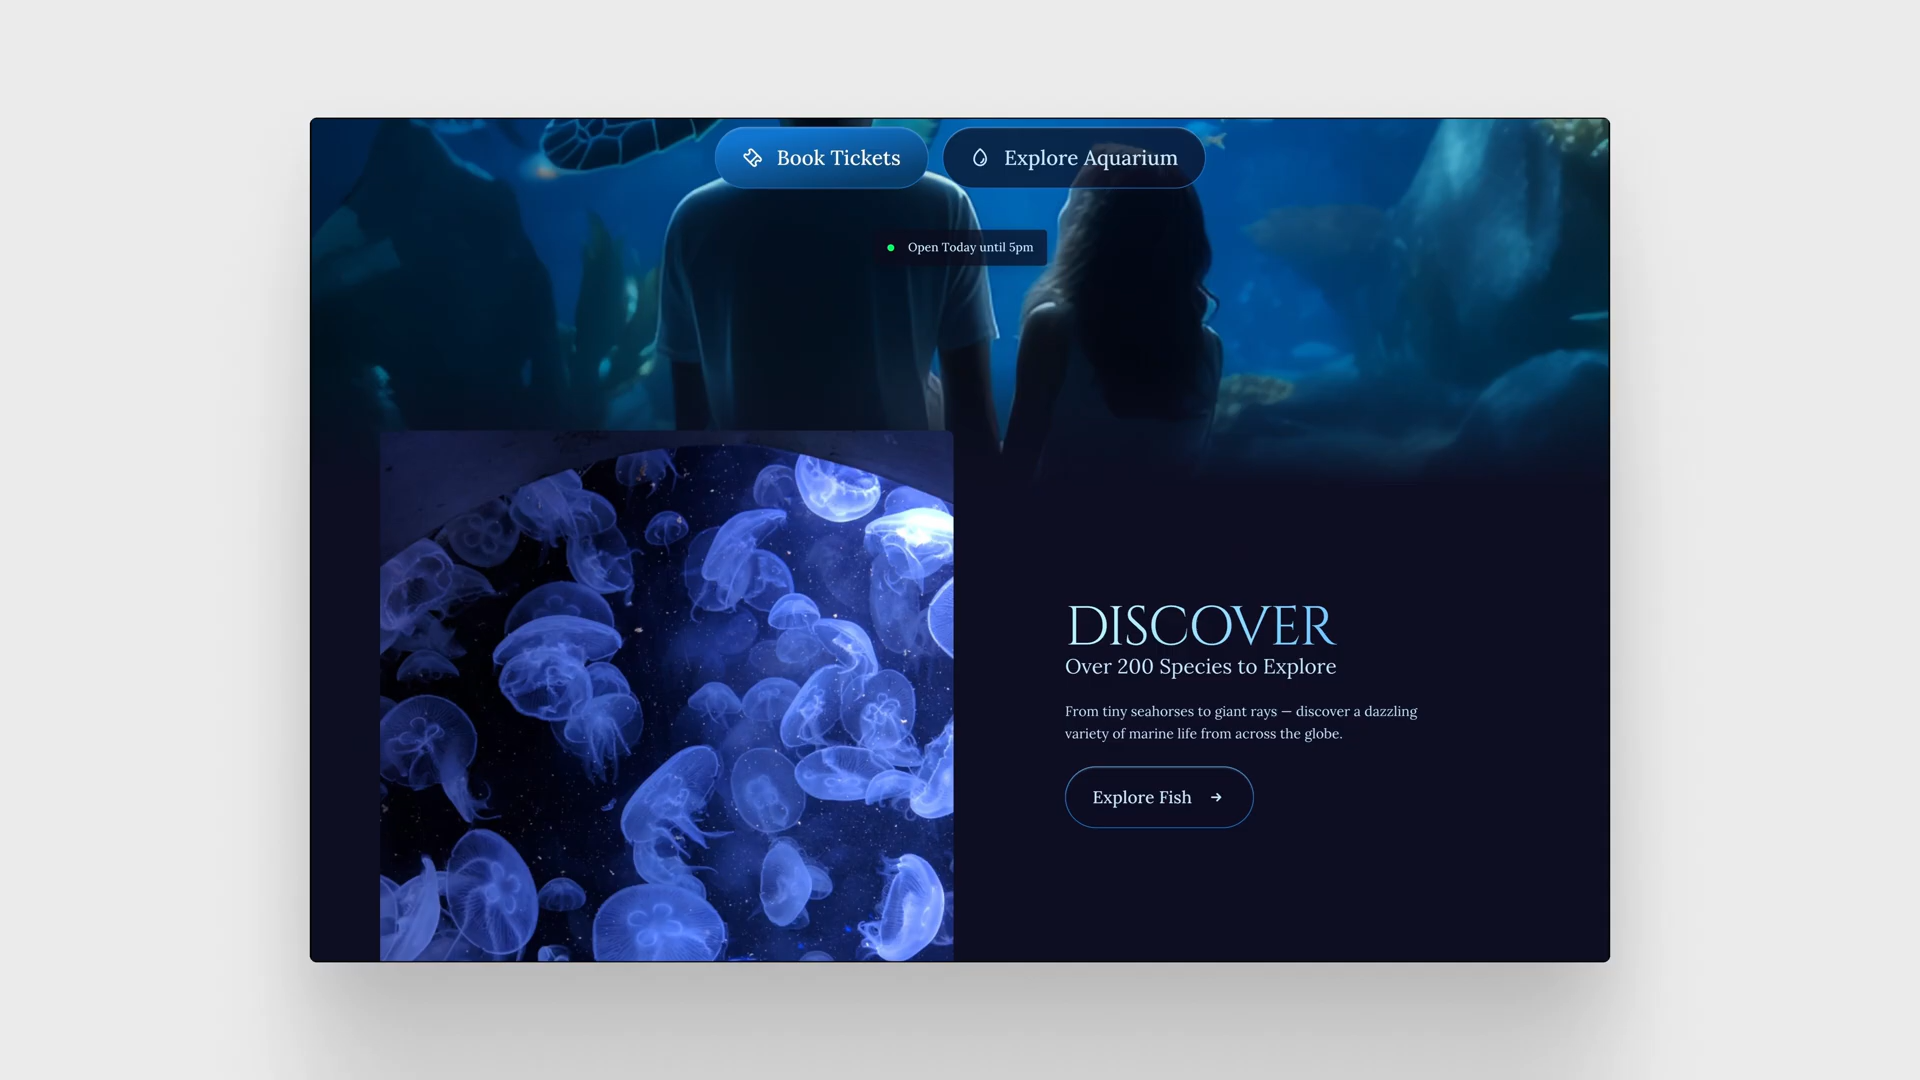 Book Tickets
Explore Aquarium
Open Today until 5pm
DISCOVER
Over 200 Species to Explore
From tiny seahorses to giant rays — discover a dazzling
variety of marine life from across the globe.
Explore Fish